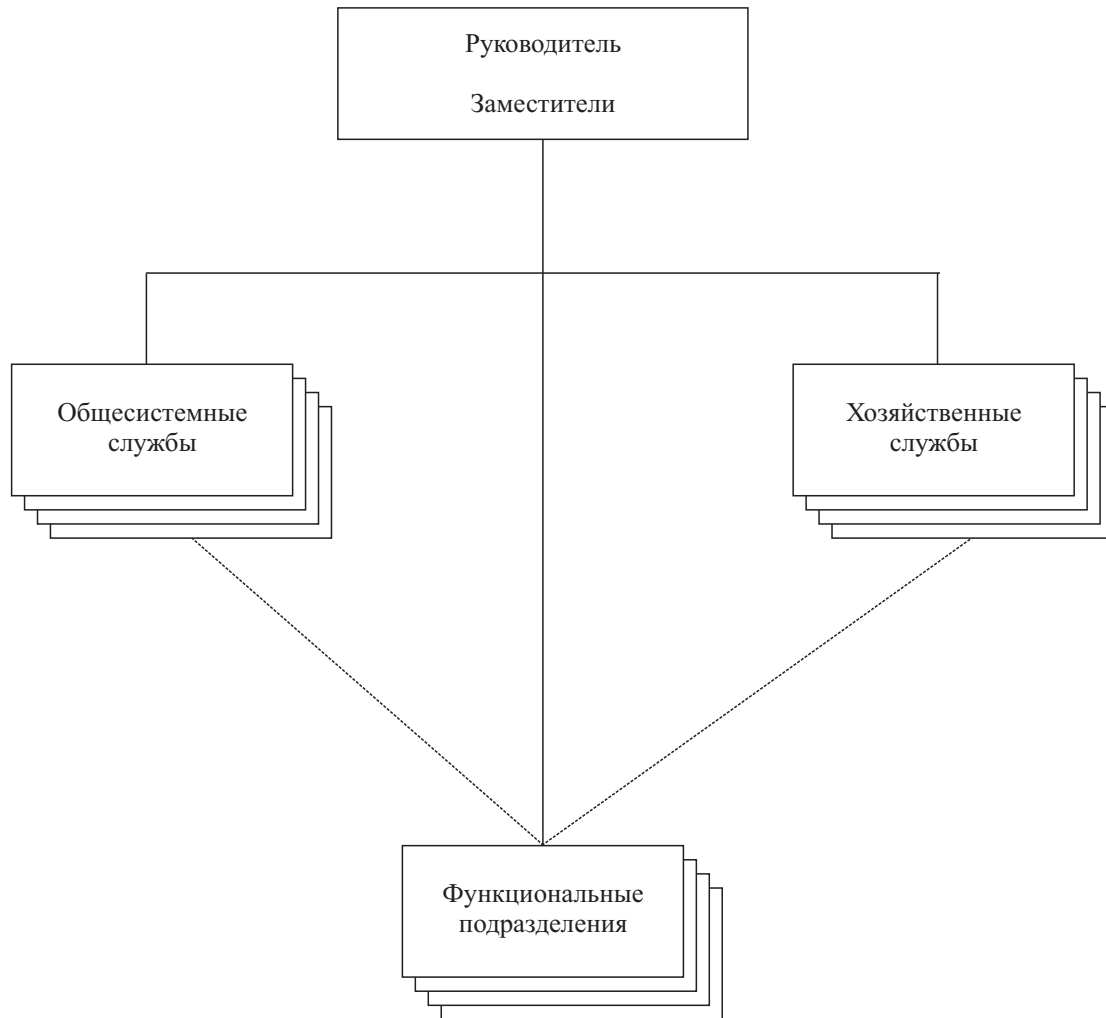 Руководитель
Заместители
Общесистемные
службы
Хозяйственные
службы
Функциональные
подразделения